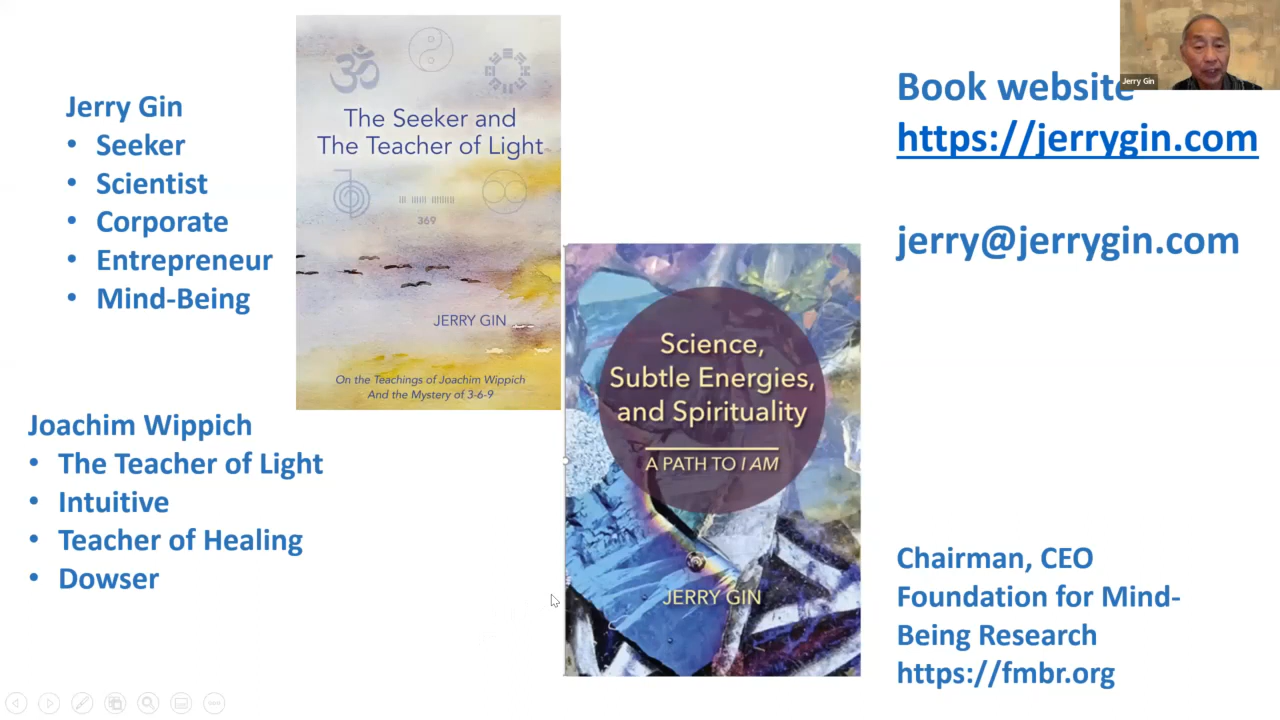 Jerry Gin
• Seeker
• Scientist
• Corporate
• Entrepreneur
• Mind-Being
Joachim Wippich
• The Teacher of Light
• Intuitive
• Teacher of Healing
• Dowser
ॐ
The Seeker and
The Teacher of Light
369
JERRY GIN
On the Teachings of Joachim Wippich
And the Mystery of 3-6-9
Science,
Subtle Energies,
and Spirituality
A PATH TO I AM
JERRY GIN
Jerry Gin
Book website
https://jerrygin.com
jerry@jerrygin.com
Chairman, CEO
Foundation for Mind-
Being Research
https://fmbr.org